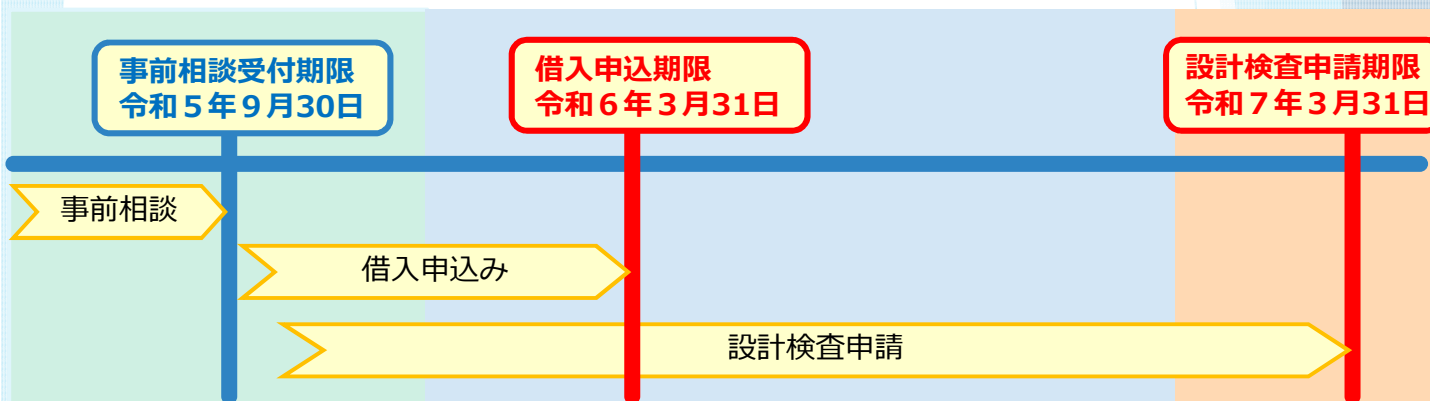 事前相談受付期限
令和５年９月30日
借入申込期限
令和６年３月31日
設計検査申請期限
令和７年３月31日
事前相談
借入申込み
設計検査申請